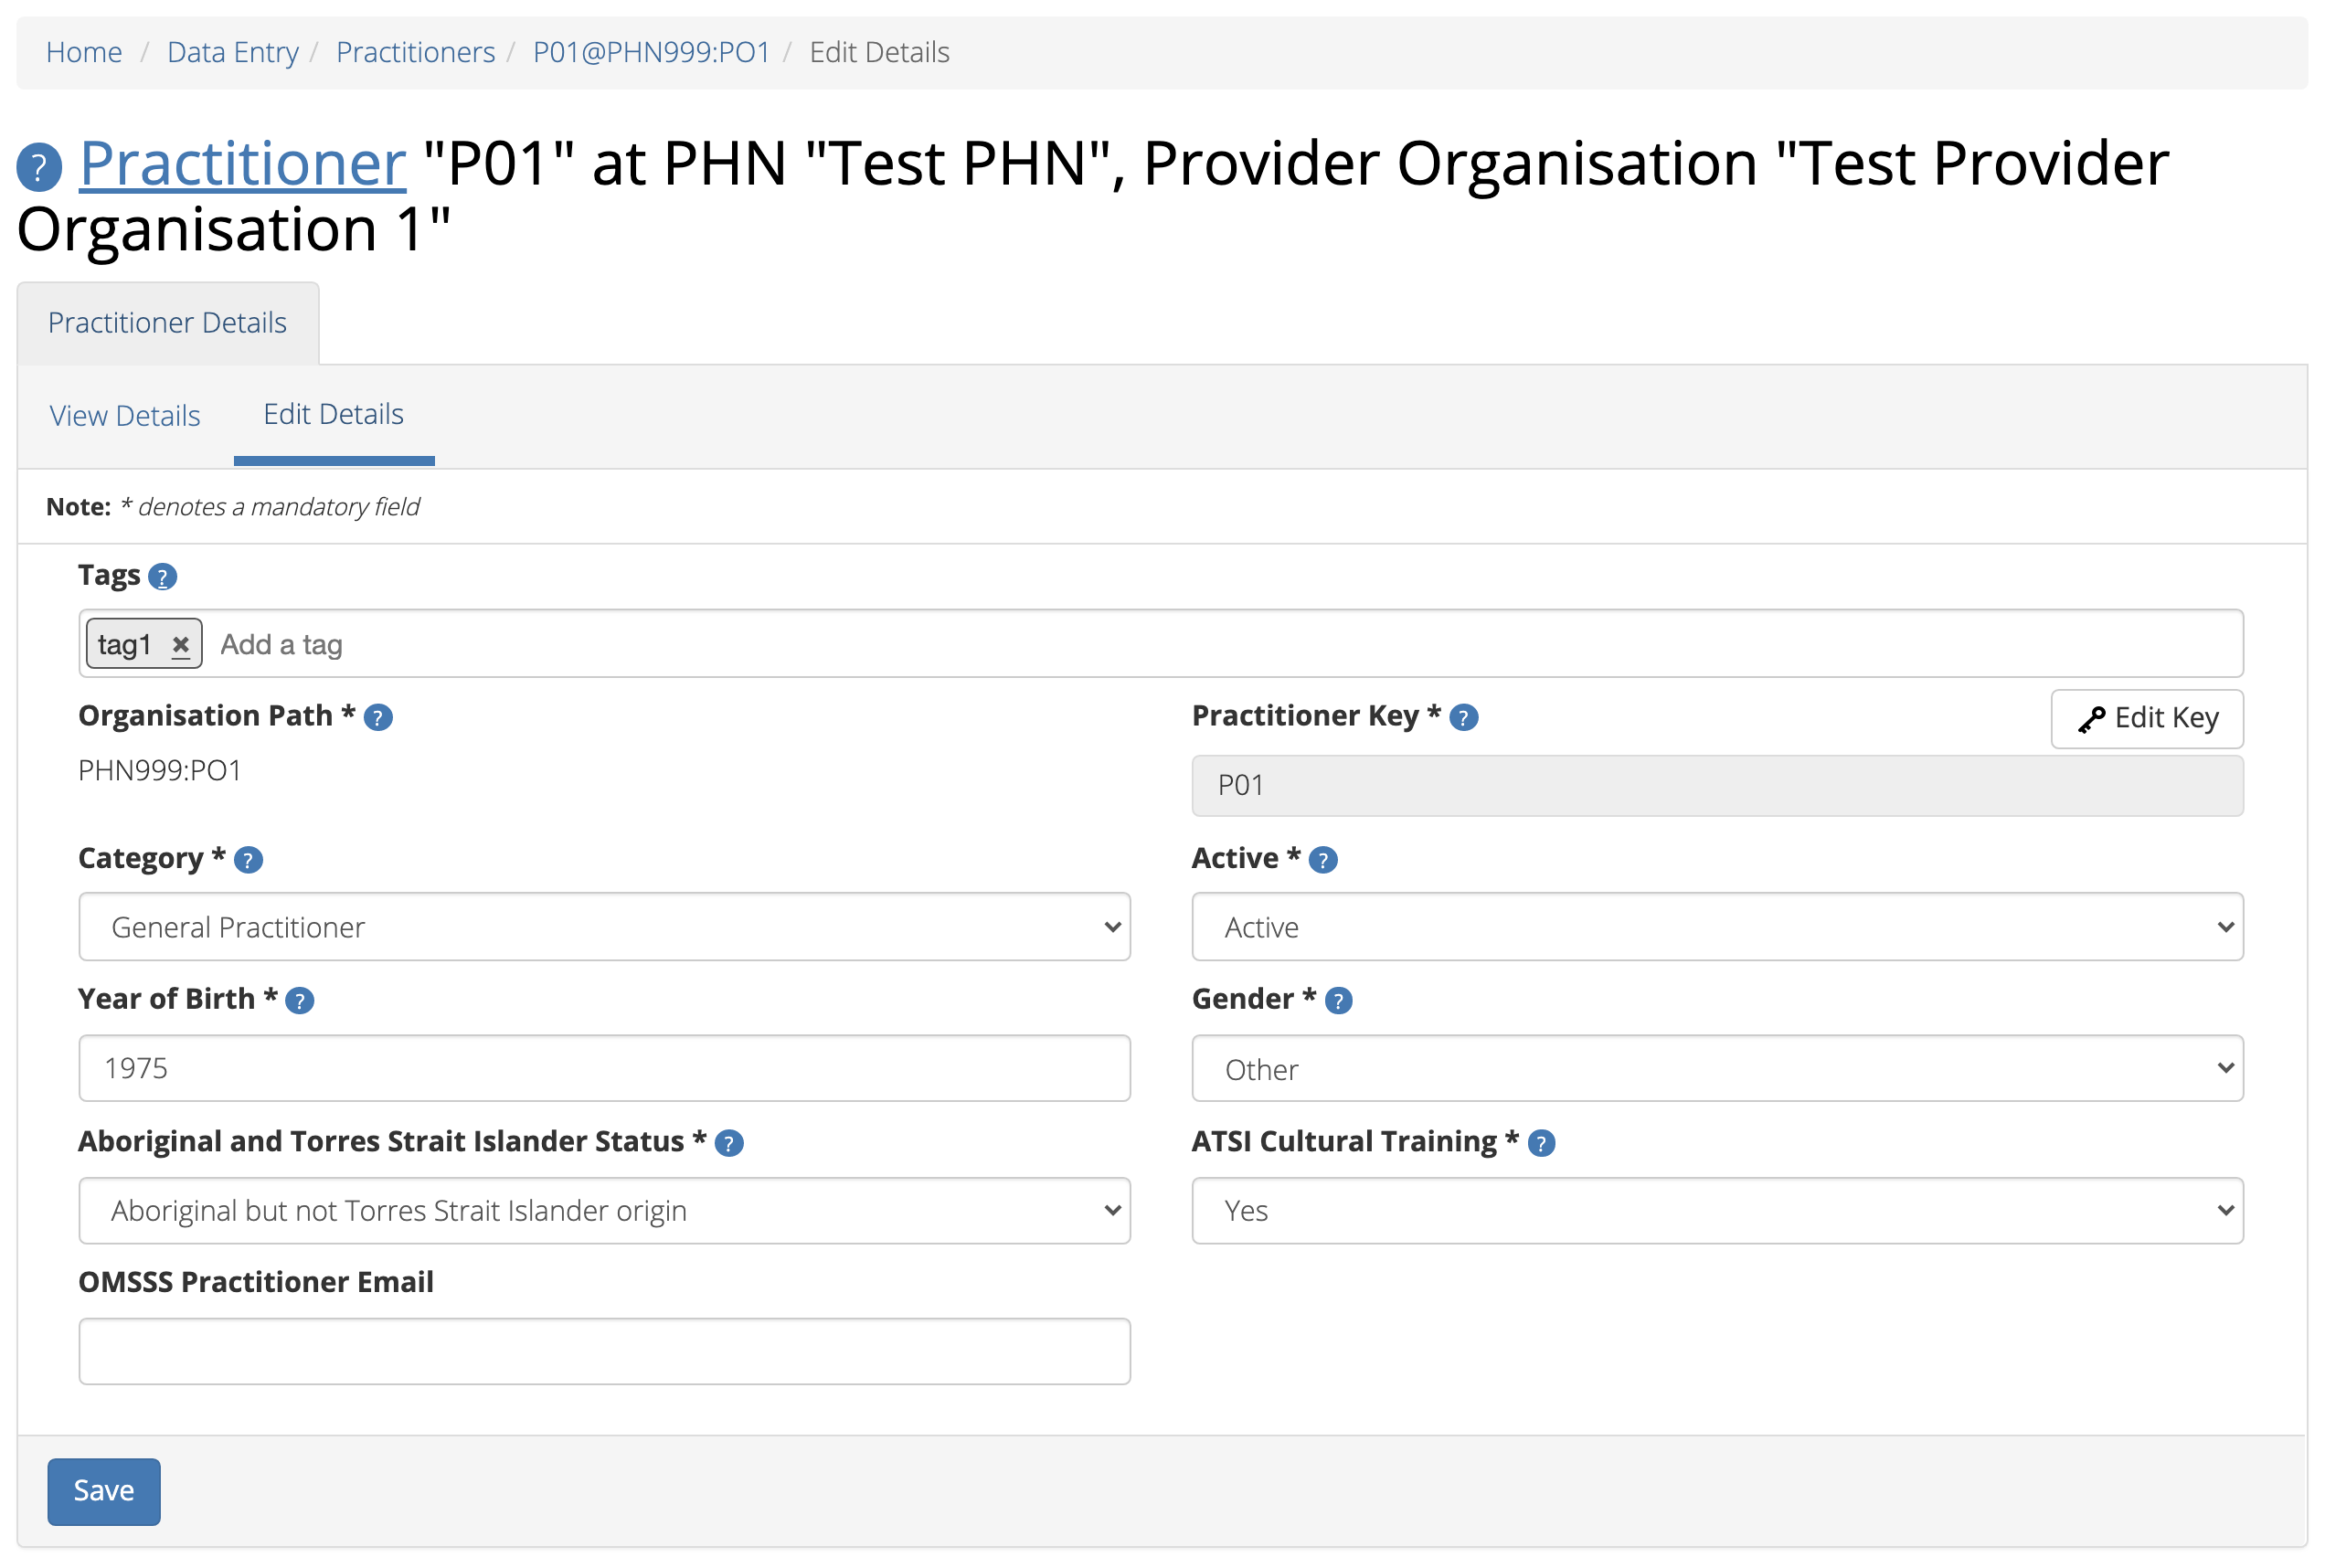 Home / Data Entry / Practitioners / P01@PHN999:PO1 / Edit Details
? Practitioner "P01" at PHN "Test PHN", Provider Organisation "Test Provider
Organisation 1"
Practitioner Details
View Details Edit Details
Note: * denotes a mandatory field
Tags ?
tag1 × Add a tag
Organisation Path * ?
PHN999:PO1
Practitioner Key * ? Edit Key
P01
Category * ?
General Practitioner
Active * ?
Active
Year of Birth * ?
1975
Gender * ?
Other
Aboriginal and Torres Strait Islander Status * ?
Aboriginal but not Torres Strait Islander origin
ATSI Cultural Training * ?
Yes
OMSSS Practitioner Email
Save